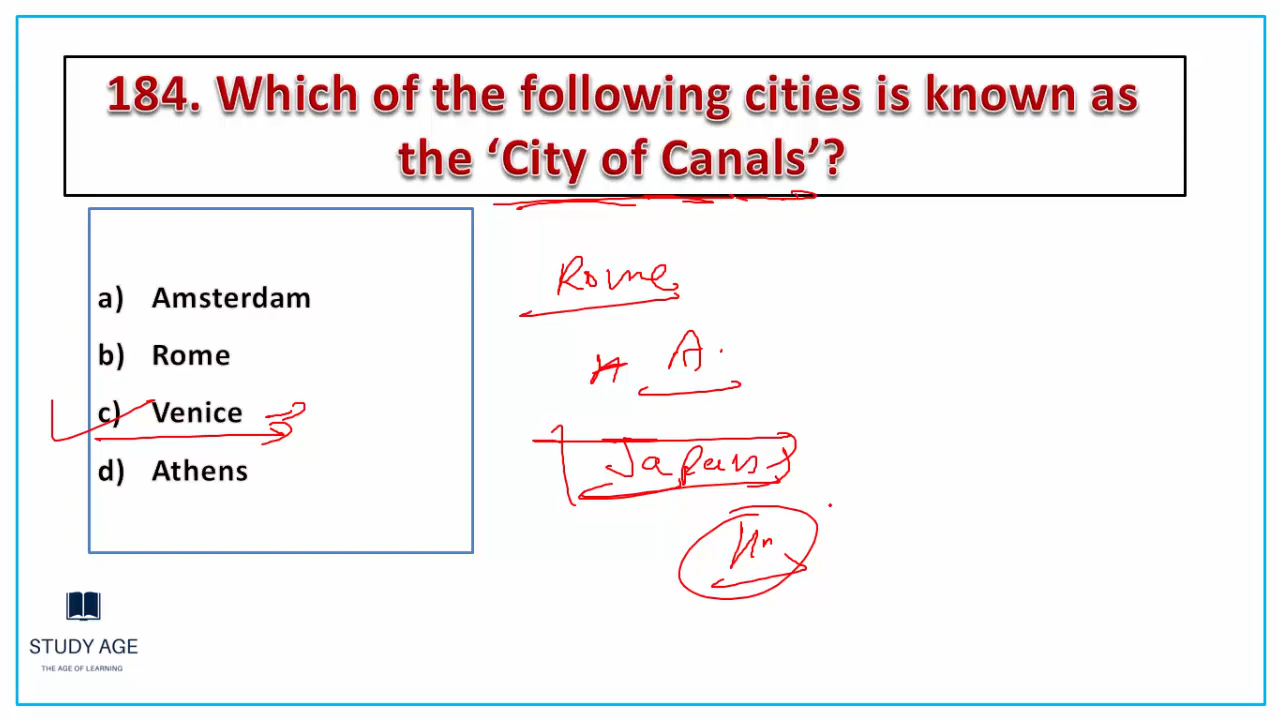 184. Which of the following cities is known as
the ‘City of Canals’?
a) Amsterdam
b) Rome
c) Venice
d) Athens
Rome
A.
Japan
STUDY AGE
THE AGE OF LEARNING